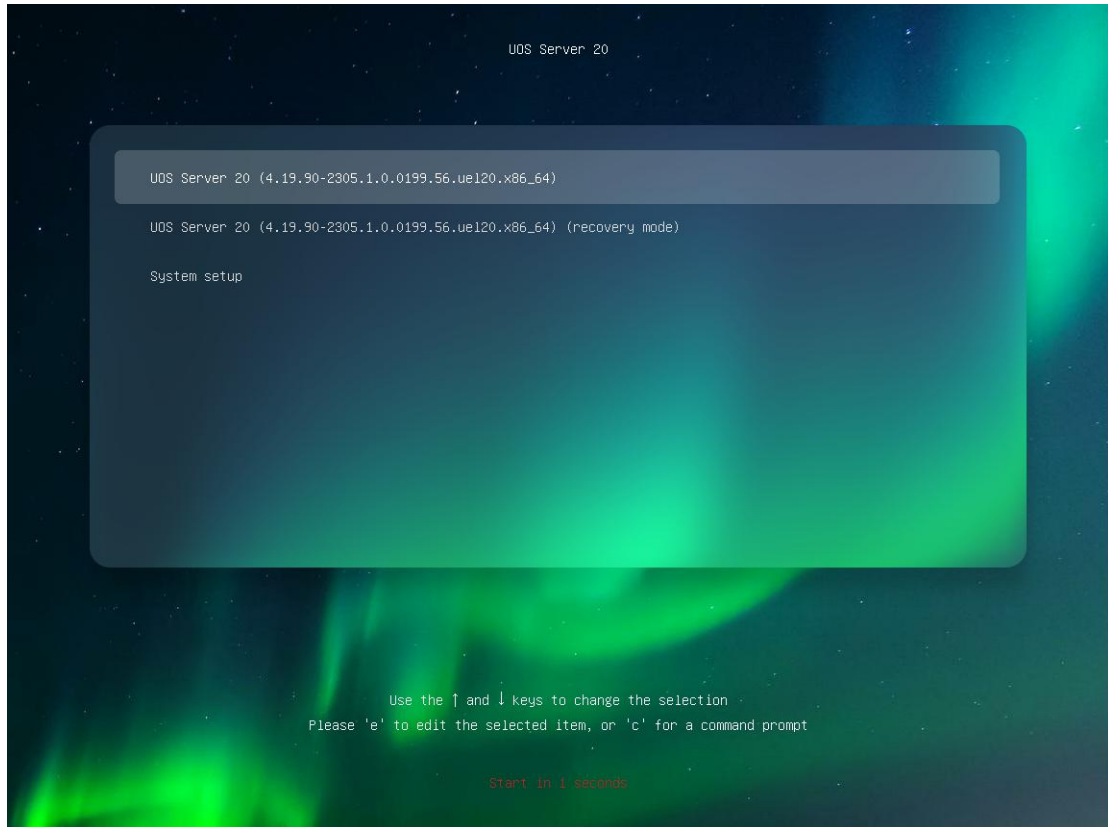 UOS Server 20
UOS Server 20 (4.19.90-2305.1.0.0199.56.uel20.x86_64)
UOS Server 20 (4.19.90-2305.1.0.0199.56.uel20.x86_64) (recovery mode)
System setup
Use the ↑ and ↓ keys to change the selection
Please 'e' to edit the selected item, or 'c' for a command prompt
Start in 1 seconds